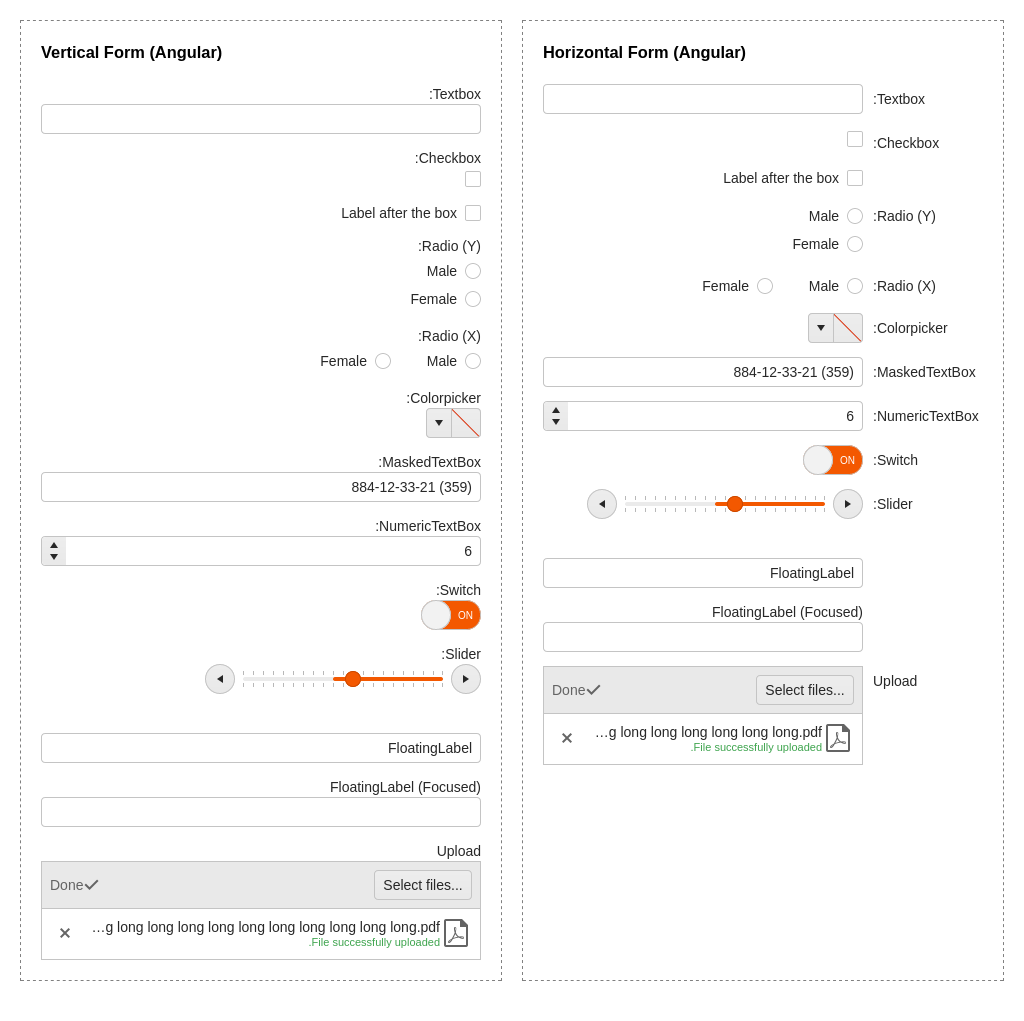 Vertical Form (Angular)
:Textbox
:Checkbox
Label after the box
:Radio (Y)
Male
Female
:Radio (X)
Female Male
:Colorpicker
:MaskedTextBox
884-12-33-21 (359)
:NumericTextBox
6
:Switch
ON
:Slider
FloatingLabel
FloatingLabel (Focused)
Upload
Done Select files...
...g long long long long long long long long long long.pdf
.File successfully uploaded
Horizontal Form (Angular)
:Textbox
:Checkbox
Label after the box
Male :Radio (Y)
Female
Female Male :Radio (X)
:Colorpicker
884-12-33-21 (359) :MaskedTextBox
6 :NumericTextBox
ON :Switch
:Slider
FloatingLabel
FloatingLabel (Focused)
Upload
Done Select files...
...g long long long long long long.pdf
.File successfully uploaded